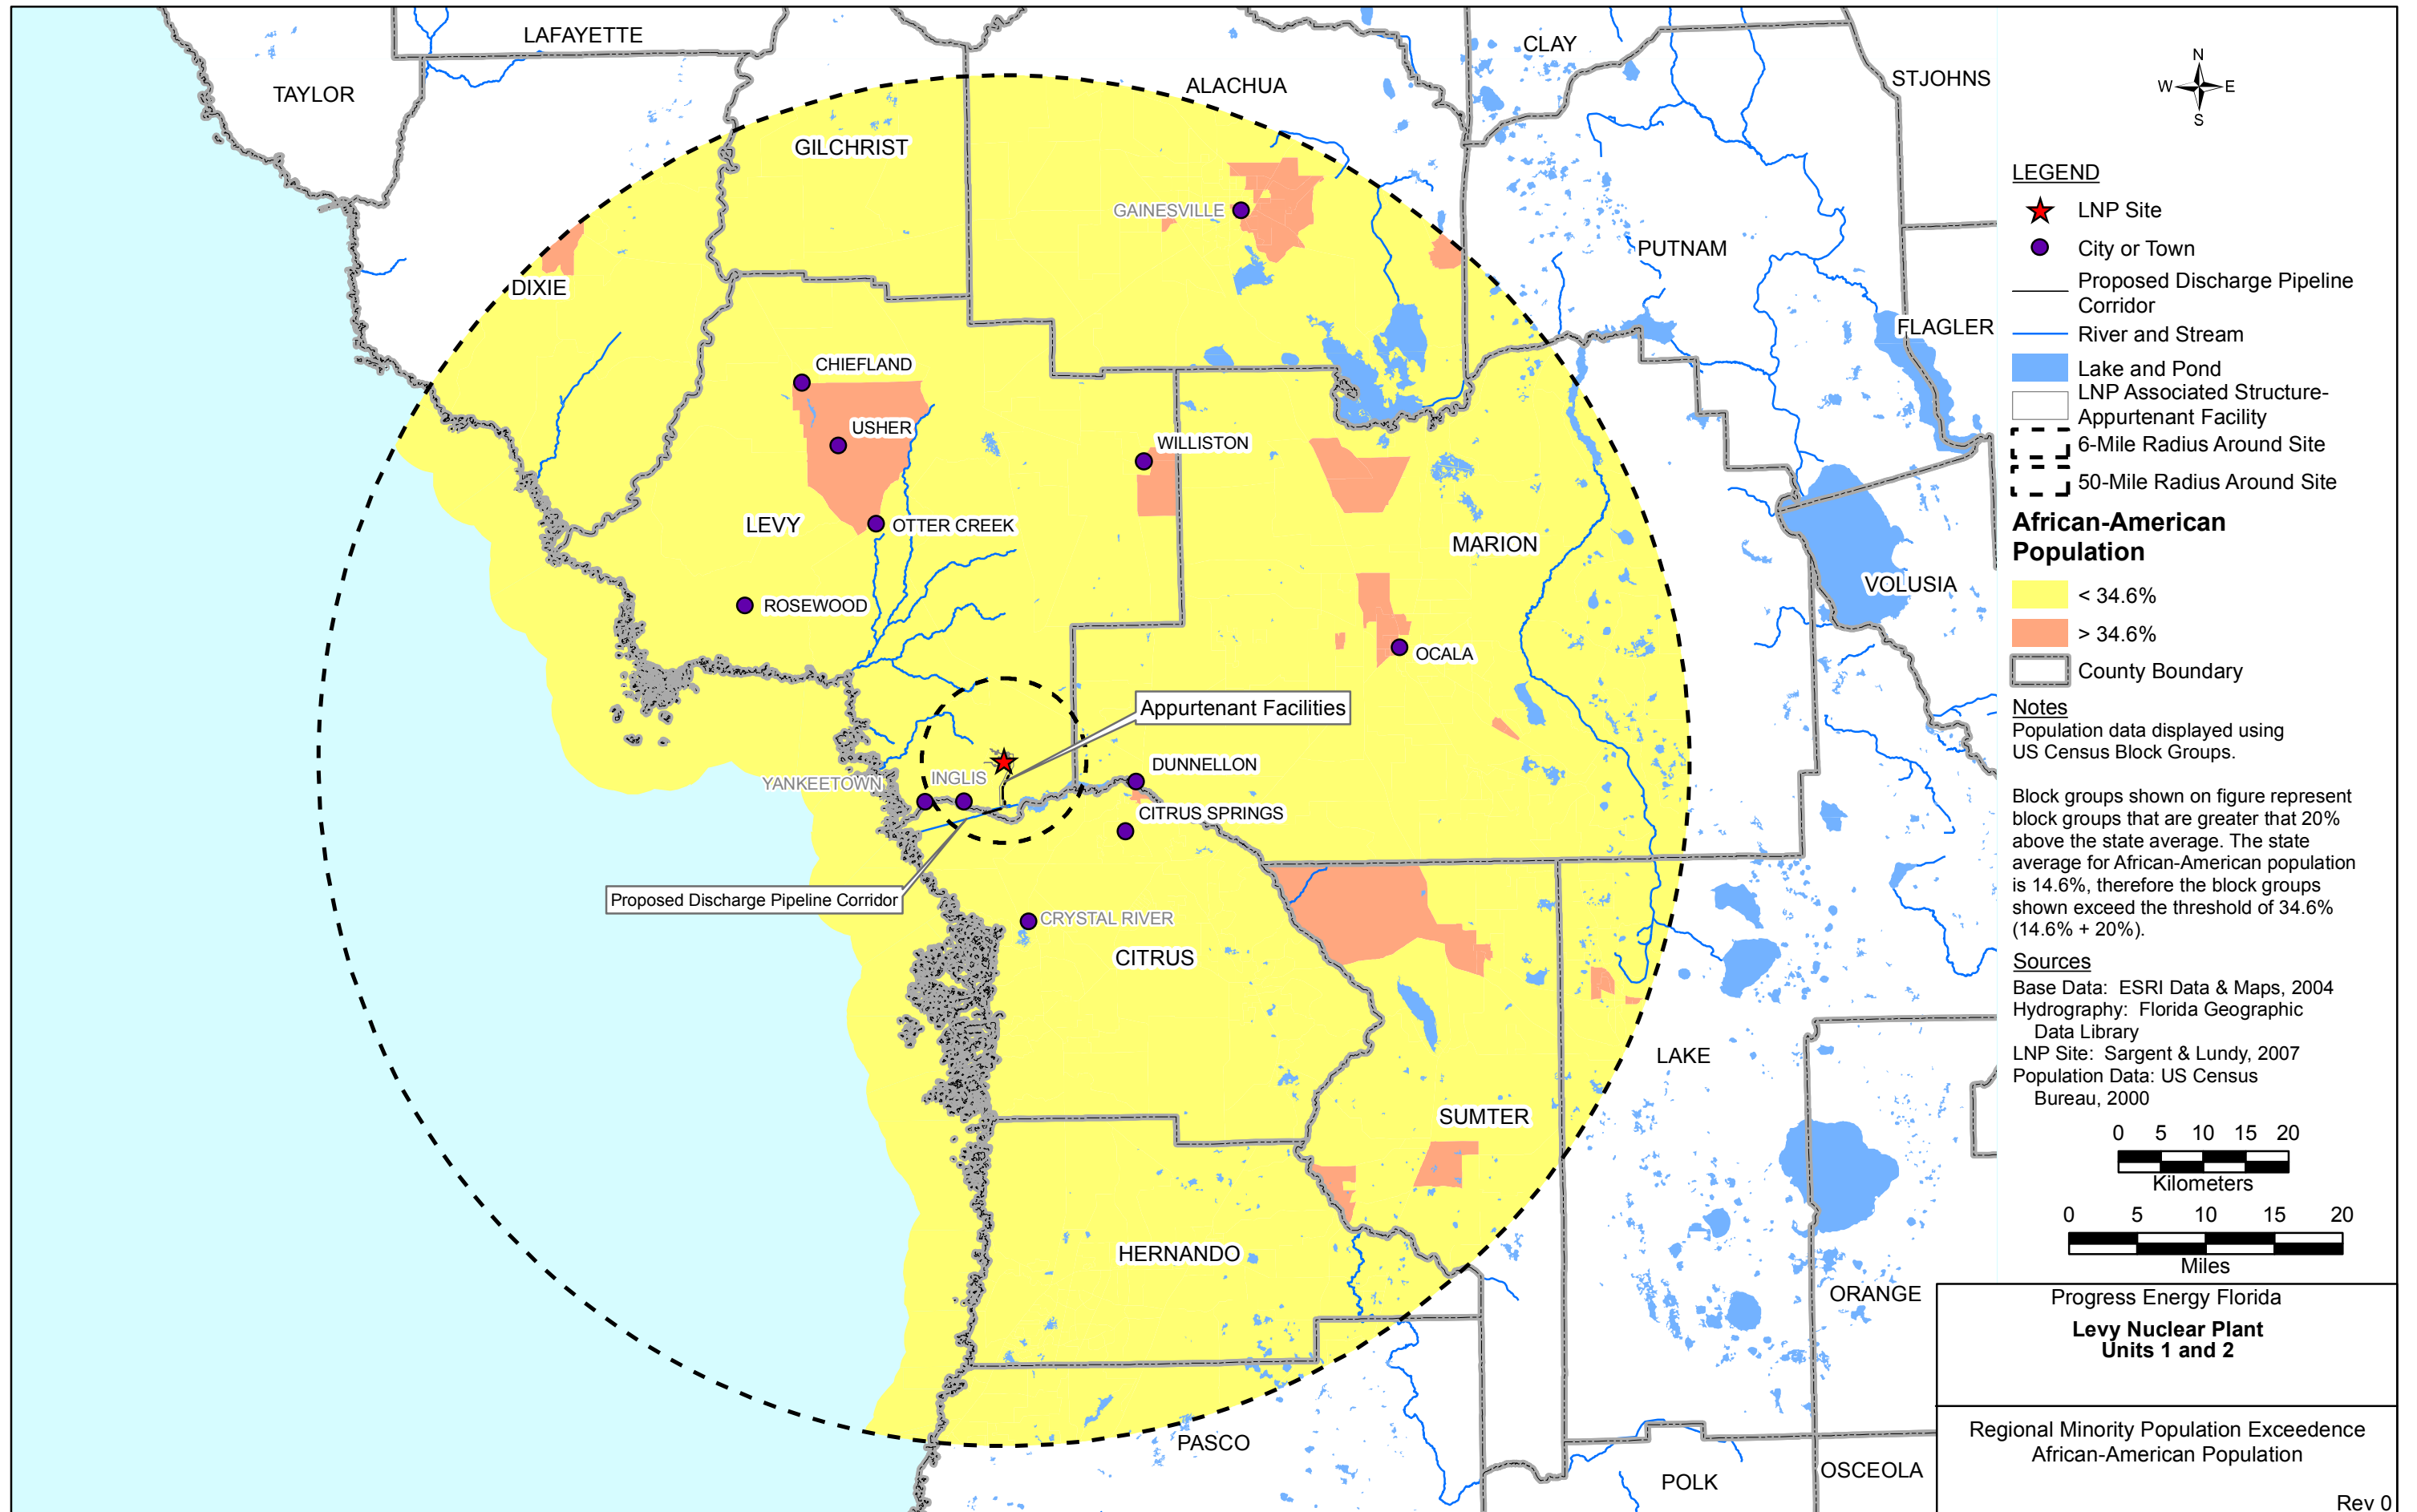 LAFAYETTE
TAYLOR
ALACHUA
CLAY
STJOHNS
GILCHRIST
GAINESVILLE
PUTNAM
DIXIE
FLAGLER
CHIEFLAND
USHER
WILLISTON
LEVY
OTTER CREEK
MARION
VOLUSIA
ROSEWOOD
OCALA
Appurtenant Facilities
YANKEETOWN
INGLIS
DUNNELLON
CITRUS SPRINGS
Proposed Discharge Pipeline Corridor
CRYSTAL RIVER
CITRUS
LAKE
SUMTER
HERNANDO
ORANGE
PASCO
POLK
OSCEOLA
N
W
E
S
LEGEND
LNP Site
City or Town
Proposed Discharge Pipeline
Corridor
River and Stream
Lake and Pond
LNP Associated Structure-
Appurtenant Facility
6-Mile Radius Around Site
50-Mile Radius Around Site
African-American
Population
< 34.6%
> 34.6%
County Boundary
Notes
Population data displayed using
US Census Block Groups.
Block groups shown on figure represent
block groups that are greater that 20%
above the state average. The state
average for African-American population
is 14.6%, therefore the block groups
shown exceed the threshold of 34.6%
(14.6% + 20%).
Sources
Base Data: ESRI Data & Maps, 2004
Hydrography: Florida Geographic
Data Library
LNP Site: Sargent & Lundy, 2007
Population Data: US Census
Bureau, 2000
0 5 10 15 20
Kilometers
0 5 10 15 20
Miles
Progress Energy Florida
Levy Nuclear Plant
Units 1 and 2
Regional Minority Population Exceedence
African-American Population
Rev 0